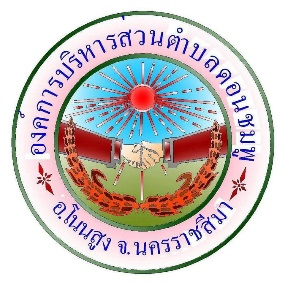 องค์การบริหารส่วนตำบลดอนชมพู
อ.โนนสูง จ.นครราชสีมา